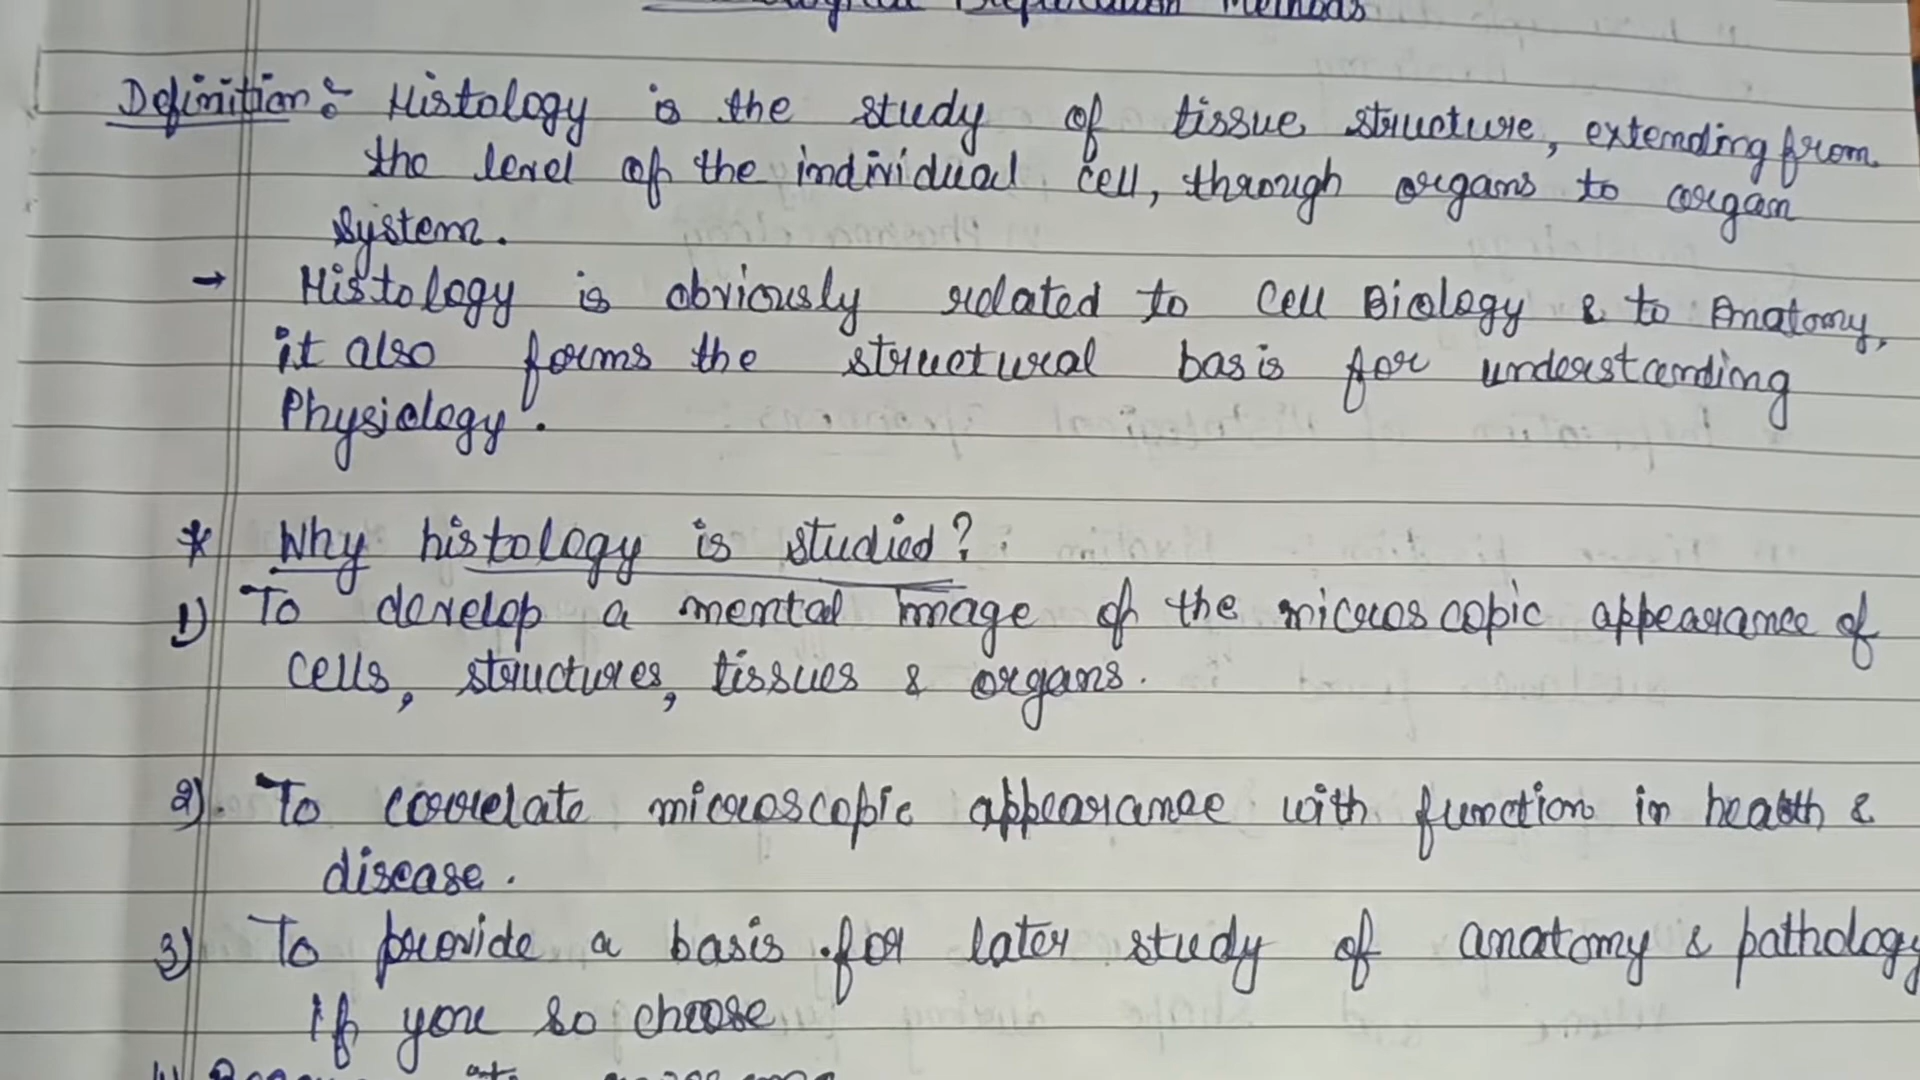 Preparation Methods
Definition:- Histology is the study of tissue structure, extending from
the level of the individual cell, through organs to organ
system.
→ Histology is obviously related to Cell Biology & to Anatomy,
it also forms the structural basis for understanding
Physiology.
* Why histology is studied?
1) To develop a mental image of the microscopic appearance of
cells, structures, tissues & organs.
2) To correlate microscopic appearance with function in health &
disease.
3) To provide a basis for later study of anatomy & pathology
If you so choose